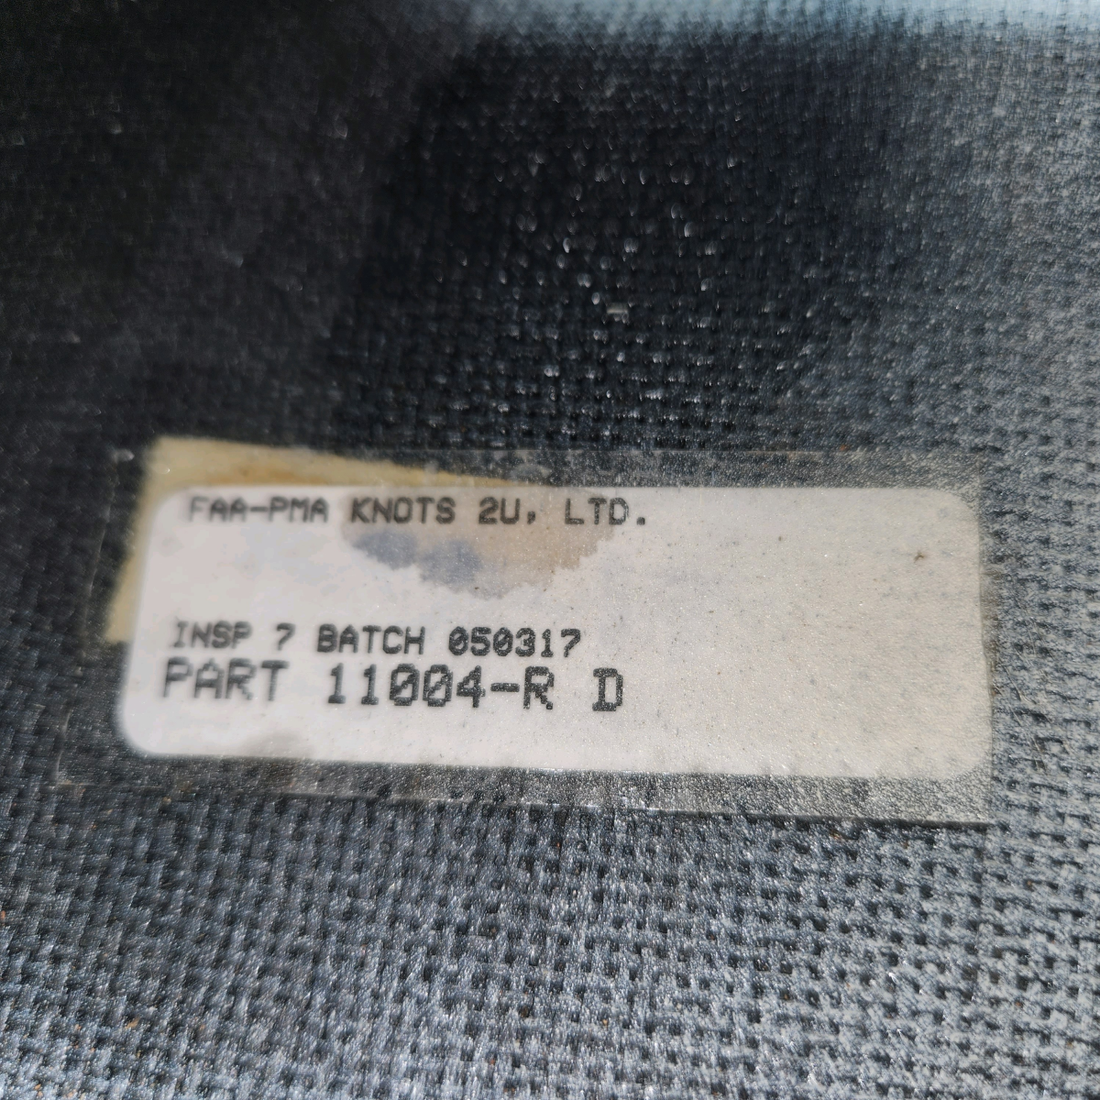 FAA-PMA KNOTS 2U, LTD.
INSP 7 BATCH 050317
PART 11004-R D